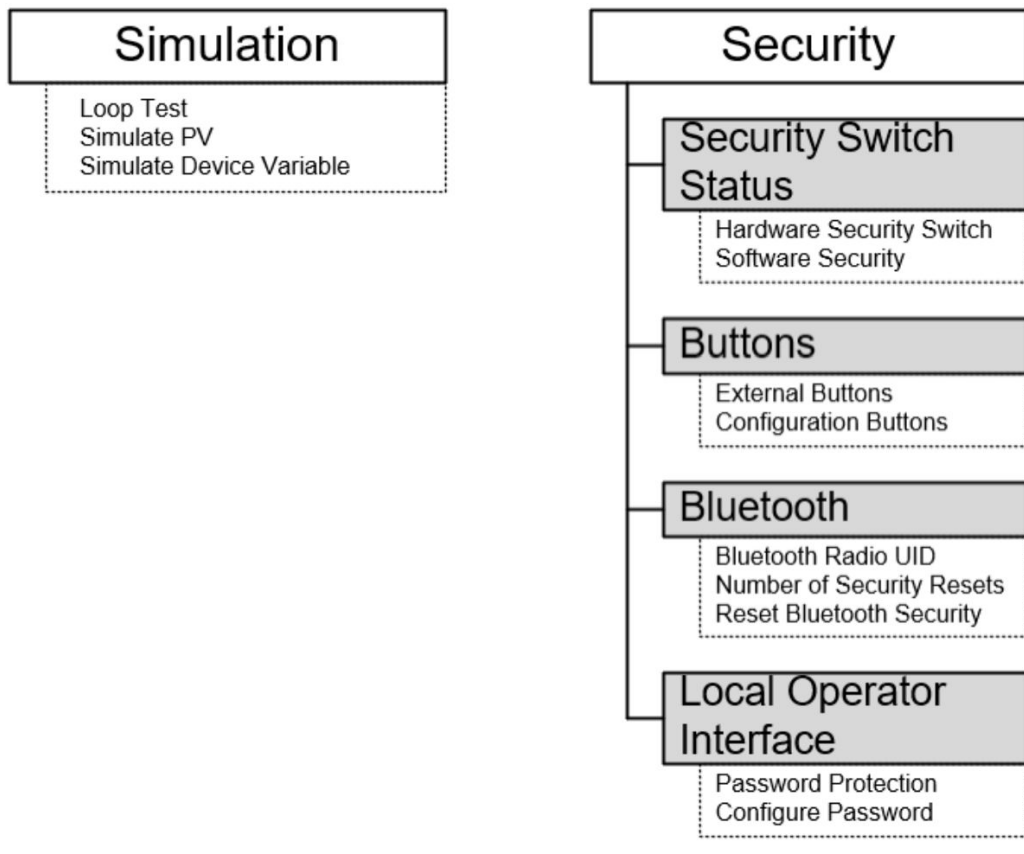 Simulation
Loop Test
Simulate PV
Simulate Device Variable
Security
Security Switch
Status
Hardware Security Switch
Software Security
Buttons
External Buttons
Configuration Buttons
Bluetooth
Bluetooth Radio UID
Number of Security Resets
Reset Bluetooth Security
Local Operator
Interface
Password Protection
Configure Password